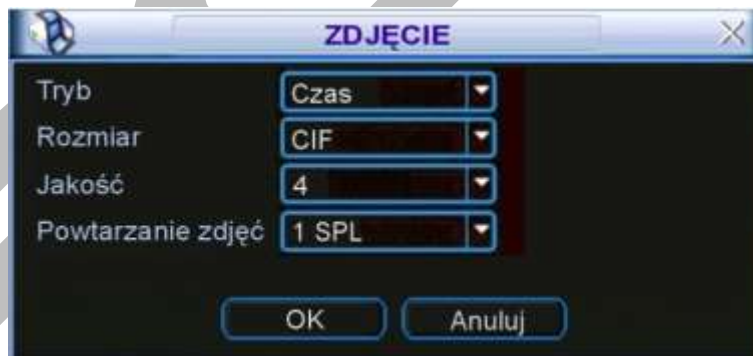 ZDJĘCIE
Tryb Czas
Rozmiar CIF
Jakość 4
Powtarzanie zdjęć 1 SPL
OK Anuluj